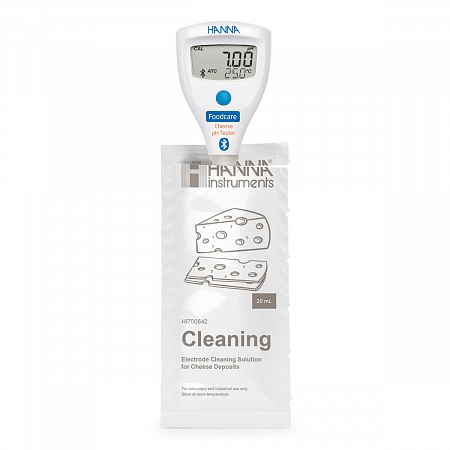 HANNA
CAL
pH
7.00
ATC
25.0 °C
Foodcare
Cheese
pH Tester
HANNA
instruments
20 mL
HI700642
Cleaning
Electrode Cleaning Solution
for Cheese Deposits
For laboratory and industrial use only.
Store at room temperature.